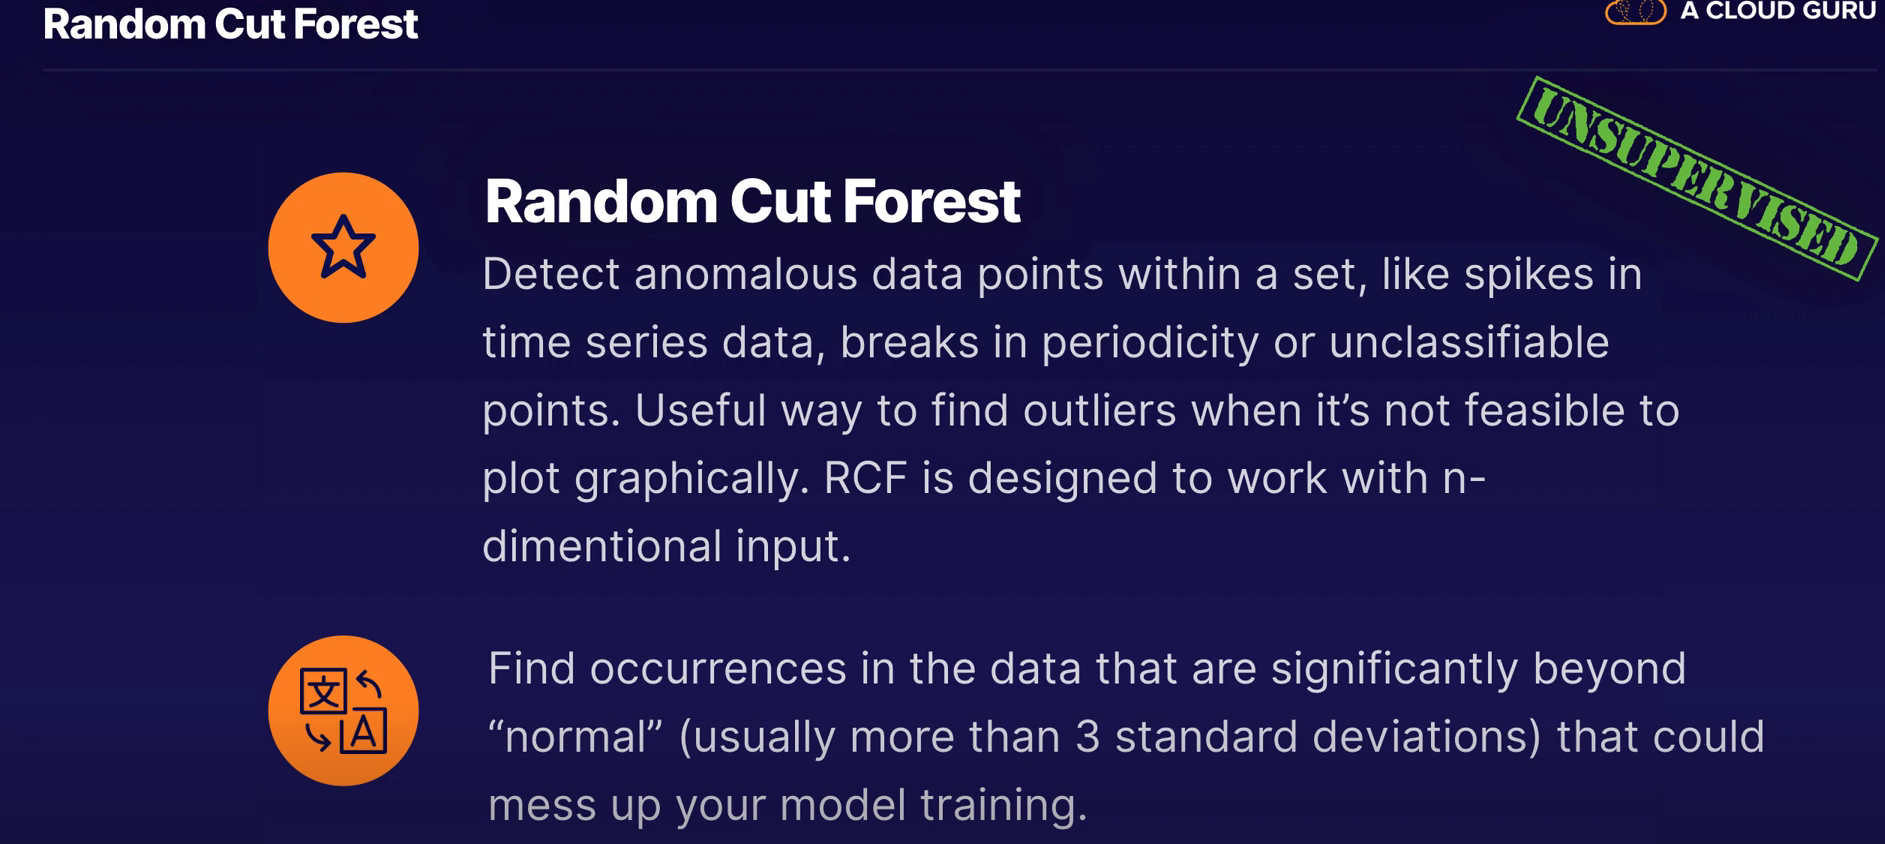 Random Cut Forest
A CLOUD GURU
UNSUPERVISED
Random Cut Forest
Detect anomalous data points within a set, like spikes in
time series data, breaks in periodicity or unclassifiable
points. Useful way to find outliers when it’s not feasible to
plot graphically. RCF is designed to work with n-
dimentional input.
文
A
Find occurrences in the data that are significantly beyond
“normal” (usually more than 3 standard deviations) that could
mess up your model training.